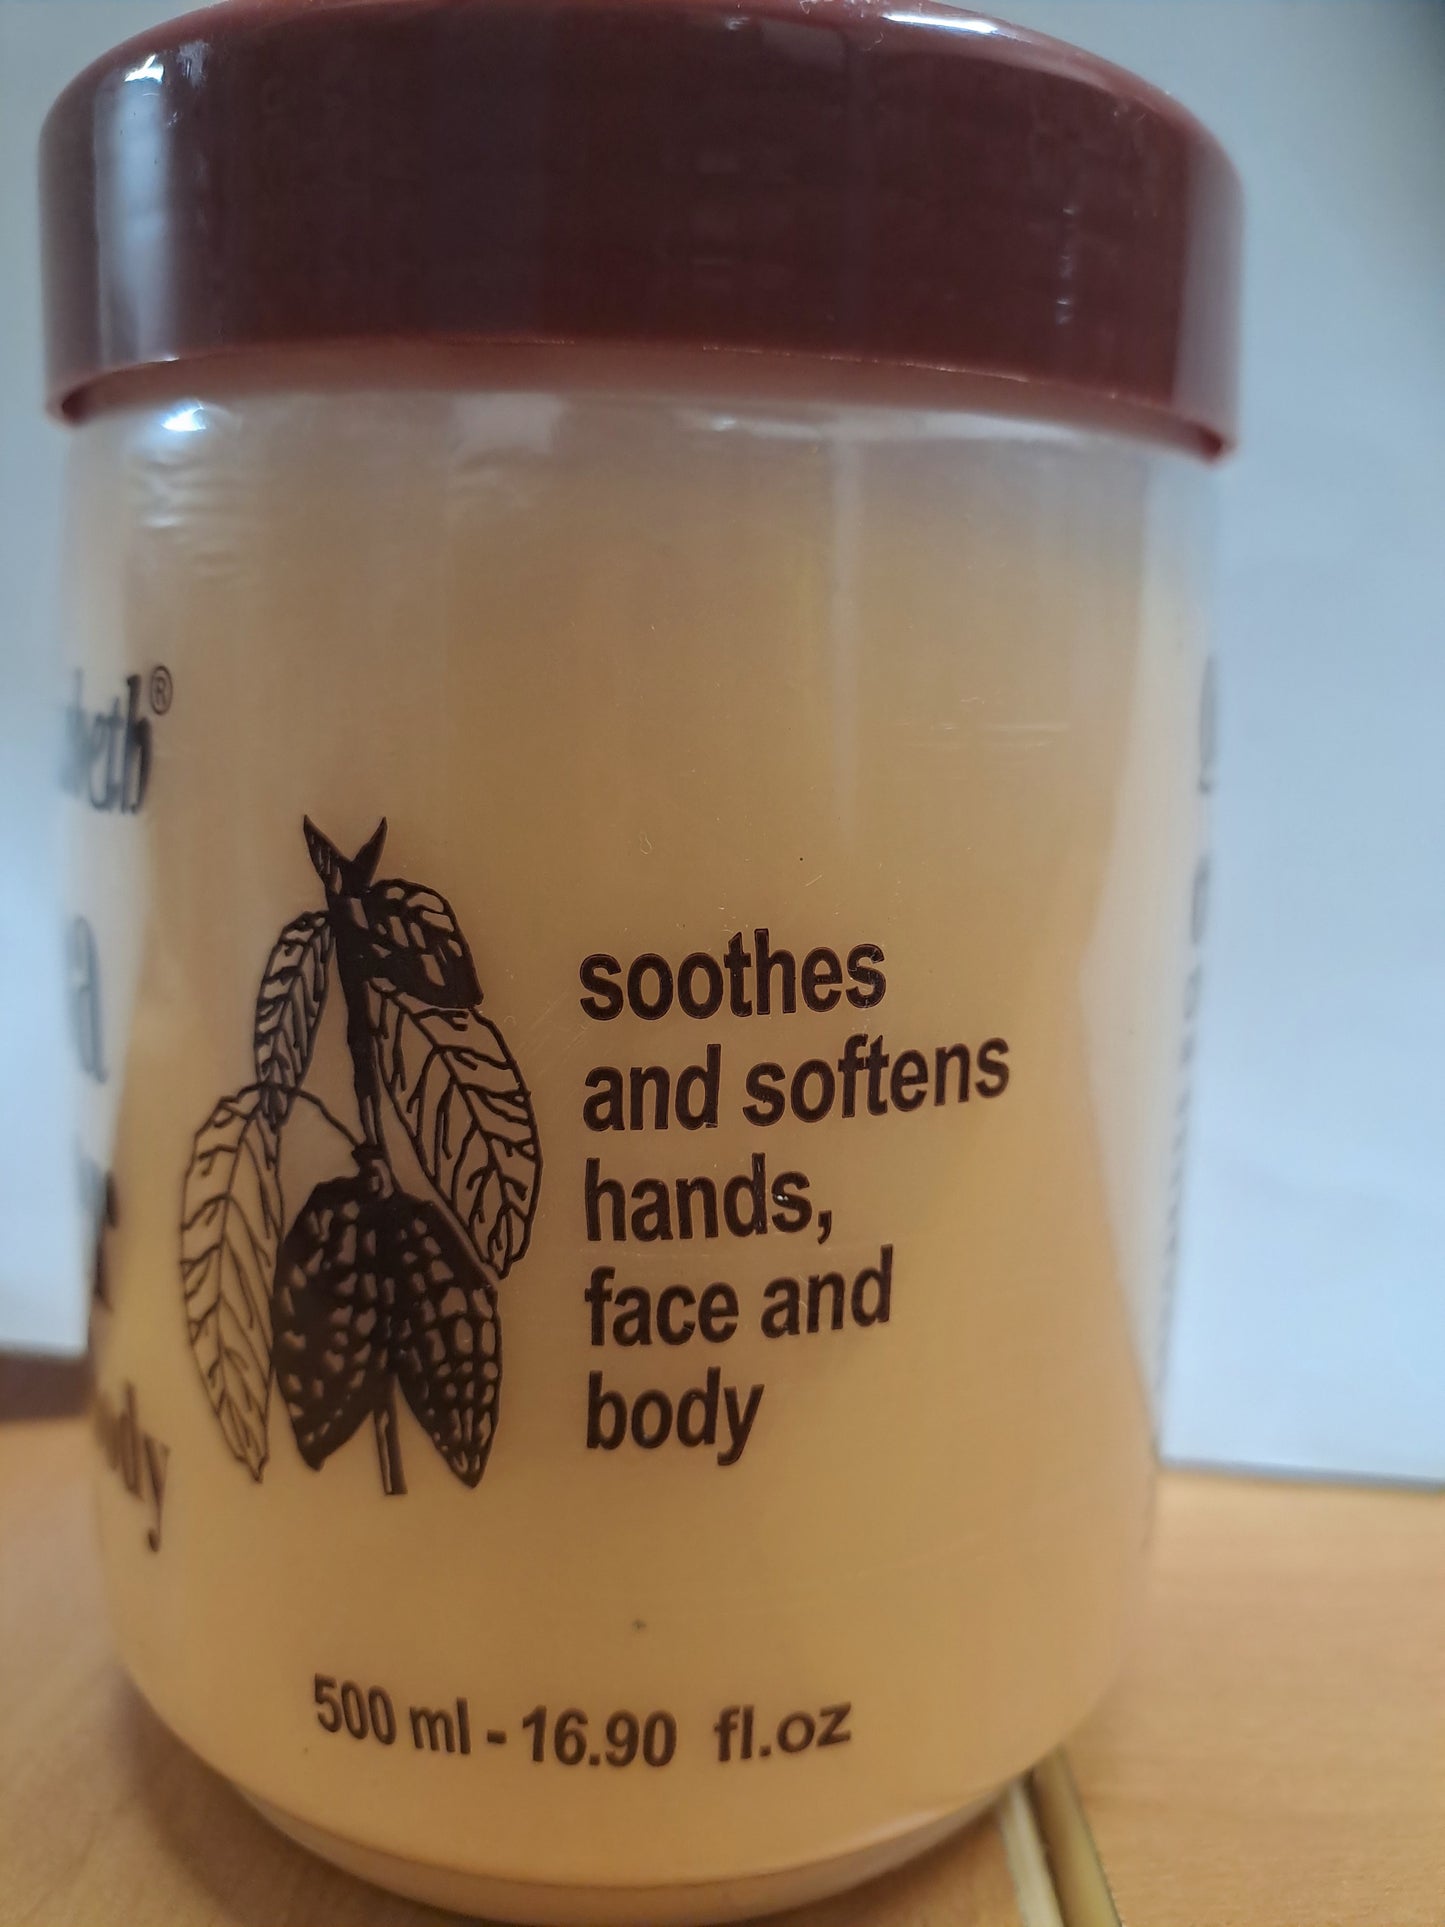 soothes
and softens
hands,
face and
body
500 ml - 16.90 fl.oz